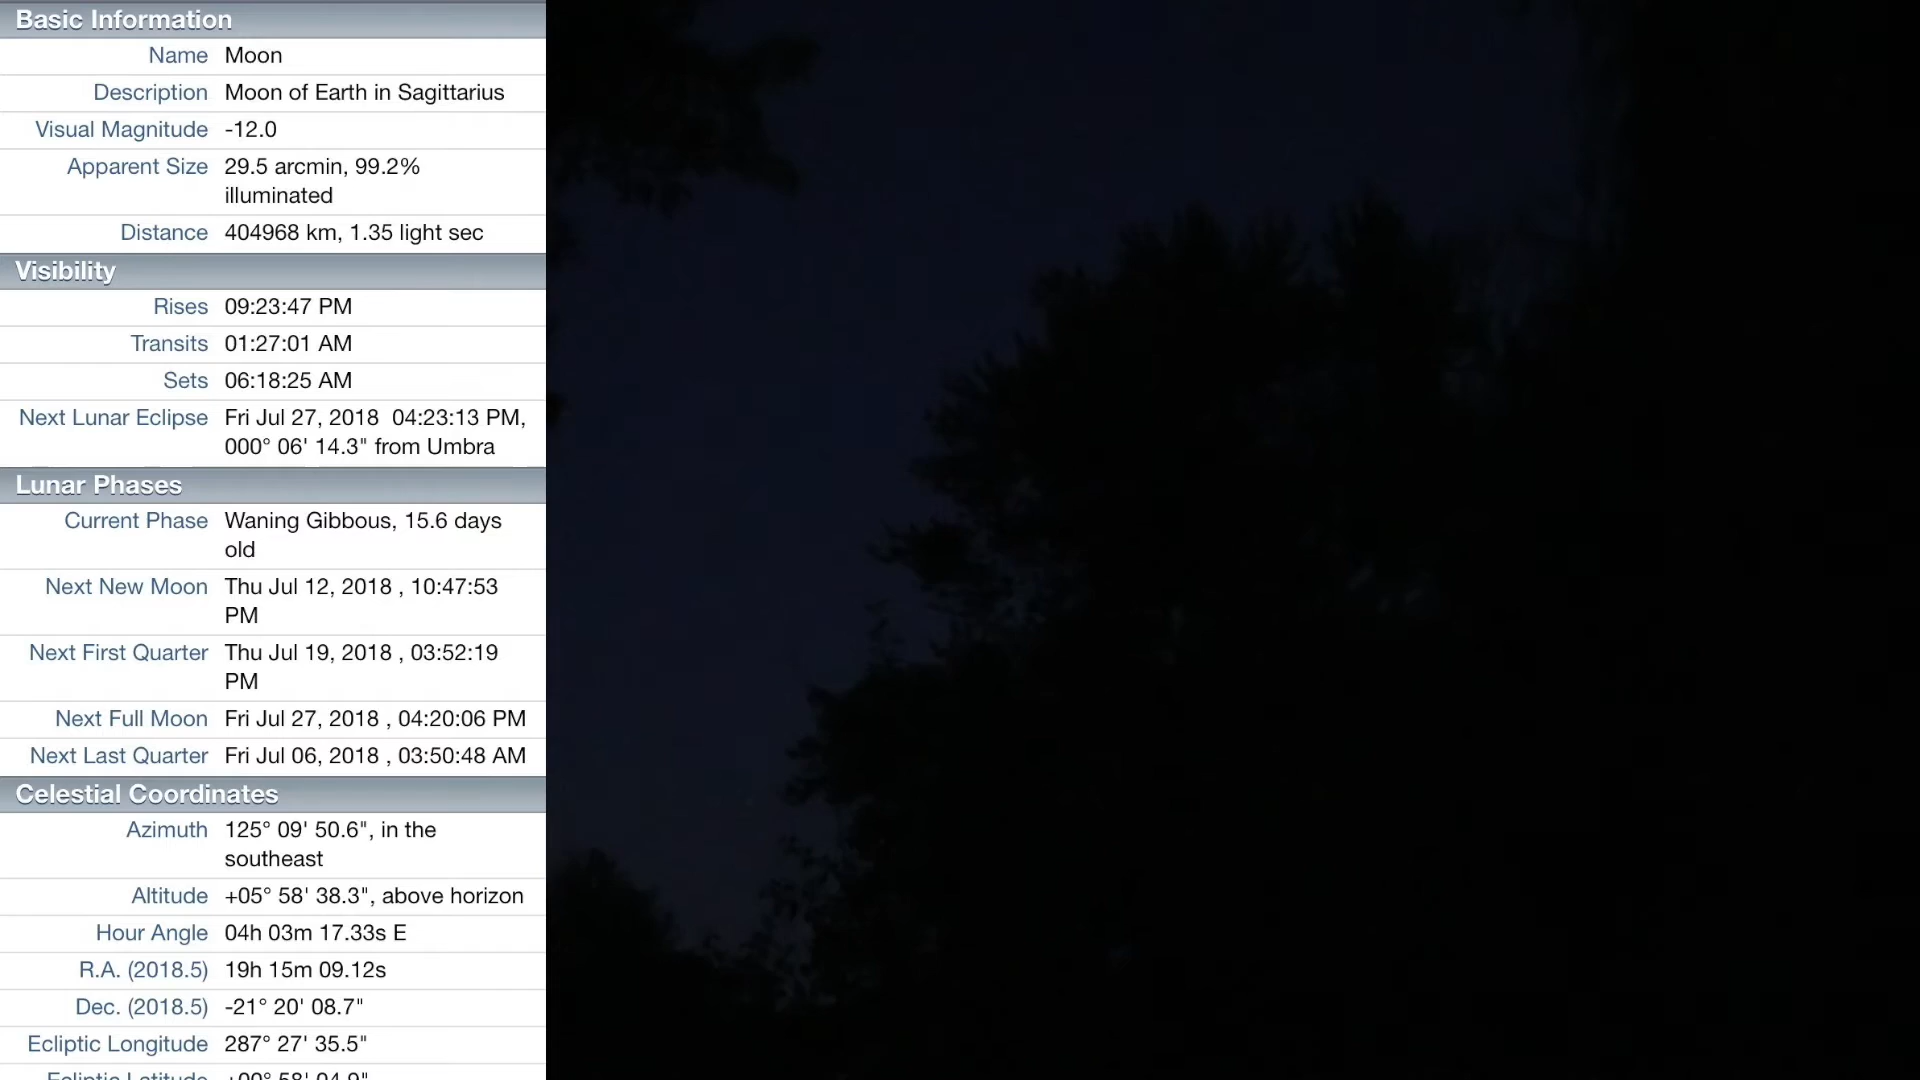 Basic Information
Name Moon
Description Moon of Earth in Sagittarius
Visual Magnitude -12.0
Apparent Size 29.5 arcmin, 99.2%
illuminated
Distance 404968 km, 1.35 light sec
Visibility
Rises 09:23:47 PM
Transits 01:27:01 AM
Sets 06:18:25 AM
Next Lunar Eclipse Fri Jul 27, 2018 04:23:13 PM,
000° 06' 14.3" from Umbra
Lunar Phases
Current Phase Waning Gibbous, 15.6 days
old
Next New Moon Thu Jul 12, 2018 , 10:47:53
PM
Next First Quarter Thu Jul 19, 2018 , 03:52:19
PM
Next Full Moon Fri Jul 27, 2018 , 04:20:06 PM
Next Last Quarter Fri Jul 06, 2018 , 03:50:48 AM
Celestial Coordinates
Azimuth 125° 09' 50.6", in the
southeast
Altitude +05° 58' 38.3", above horizon
Hour Angle 04h 03m 17.33s E
R.A. (2018.5) 19h 15m 09.12s
Dec. (2018.5) -21° 20' 08.7"
Ecliptic Longitude 287° 27' 35.5"
Ecliptic Latitude